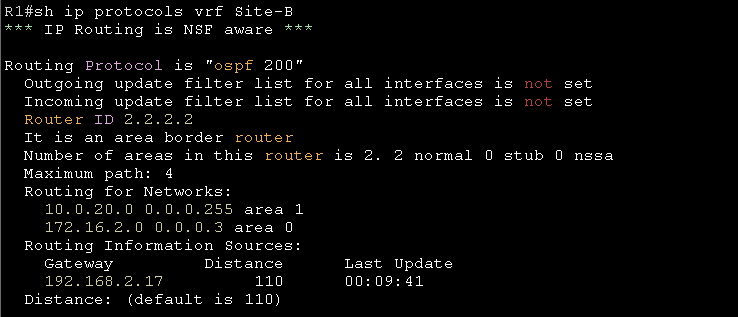 R1#sh ip protocols vrf Site-B
*** IP Routing is NSF aware ***
Routing Protocol is "ospf 200"
Outgoing update filter list for all interfaces is not set
Incoming update filter list for all interfaces is not set
Router ID 2.2.2.2
It is an area border router
Number of areas in this router is 2. 2 normal 0 stub 0 nssa
Maximum path: 4
Routing for Networks:
10.0.20.0 0.0.0.255 area 1
172.16.2.0 0.0.0.3 area 0
Routing Information Sources:
Gateway Distance Last Update
192.168.2.17 110 00:09:41
Distance: (default is 110)